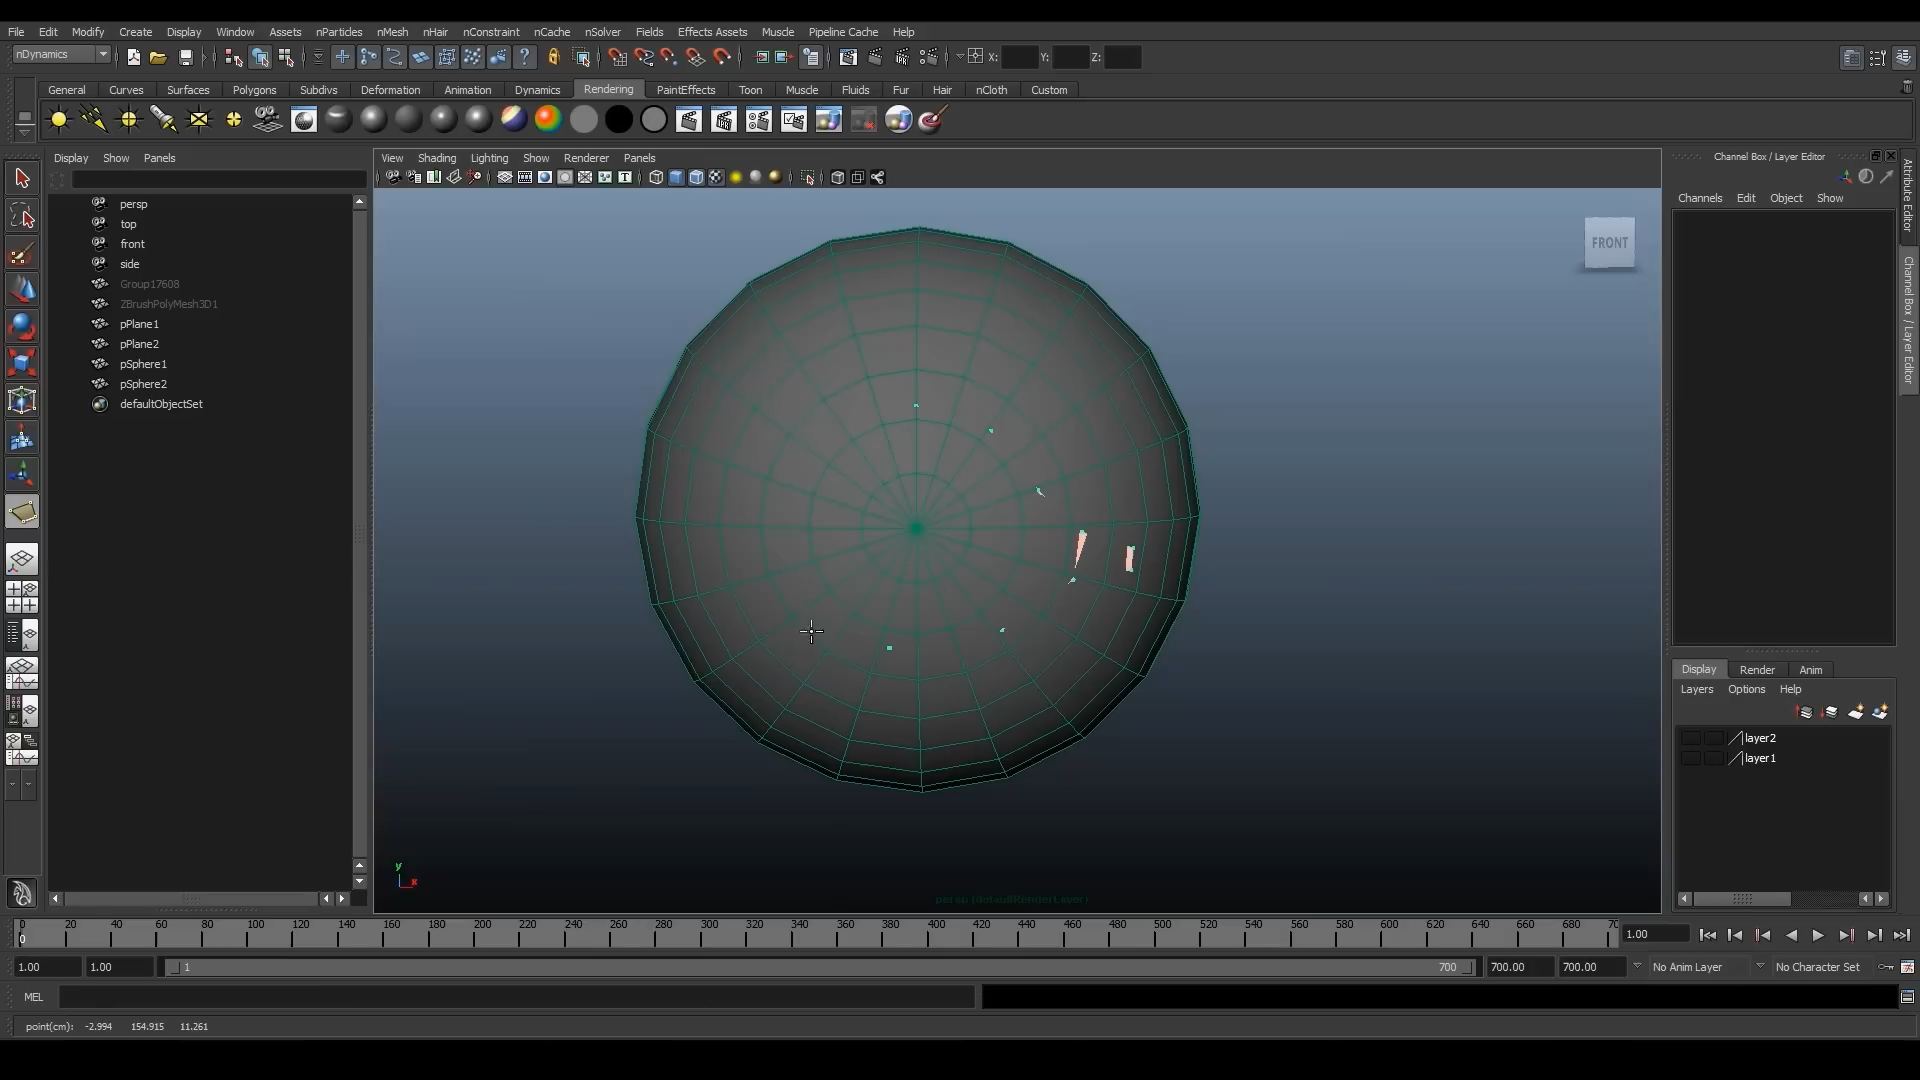 File Edit Modify Create Display Window Assets nParticles nMesh nHair nConstraint nCache nSolver Fields Effects Assets Muscle Pipeline Cache Help
nDynamics X: Y: Z:
General Curves Surfaces Polygons Subdivs Deformation Animation Dynamics Rendering PaintEffects Toon Muscle Fluids Fur Hair nCloth Custom
Display Show Panels
View Shading Lighting Show Renderer Panels
Channel Box / Layer Editor
Channels Edit Object Show
Attribute Editor
Channel Box / Layer Editor
persp
top
front
side
Group17608
ZBrushPolyMesh3D1
pPlane1
pPlane2
pSphere1
pSphere2
defaultObjectSet
FRONT
y
x
persp (defaultRenderLayer)
Display Render Anim
Layers Options Help
layer2
layer1
0 20 40 60 80 100 120 140 160 180 200 220 240 260 280 300 320 340 360 380 400 420 440 460 480 500 520 540 560 580 600 620 640 660 680 70
0
1.00
1.00 1.00 1 700 700.00 700.00 No Anim Layer No Character Set
MEL
point(cm): -2.994 154.915 11.261